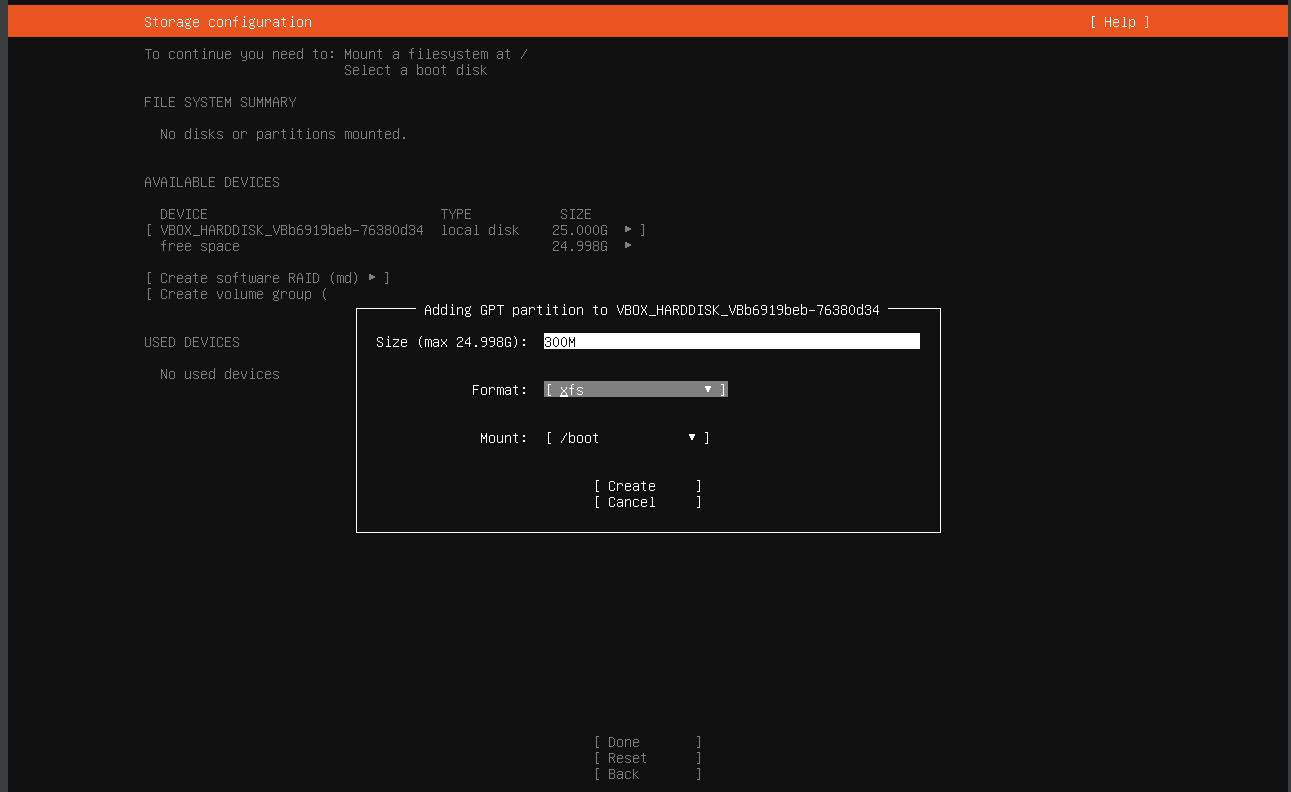 Storage configuration [ Help ]
To continue you need to: Mount a filesystem at /
Select a boot disk
FILE SYSTEM SUMMARY
No disks or partitions mounted.
AVAILABLE DEVICES
DEVICE TYPE SIZE
[ VBOX_HARDDISK_VBb6919beb-76380d34 local disk 25.000G ▸ ]
free space 24.998G ▸
[ Create software RAID (md) ▸ ]
[ Create volume group (
Adding GPT partition to VBOX_HARDDISK_VBb6919beb-76380d34
Size (max 24.998G): 300M
USED DEVICES
No used devices
Format: [ xfs ▾ ]
Mount: [ /boot ▾ ]
[ Create ]
[ Cancel ]
[ Done ]
[ Reset ]
[ Back ]